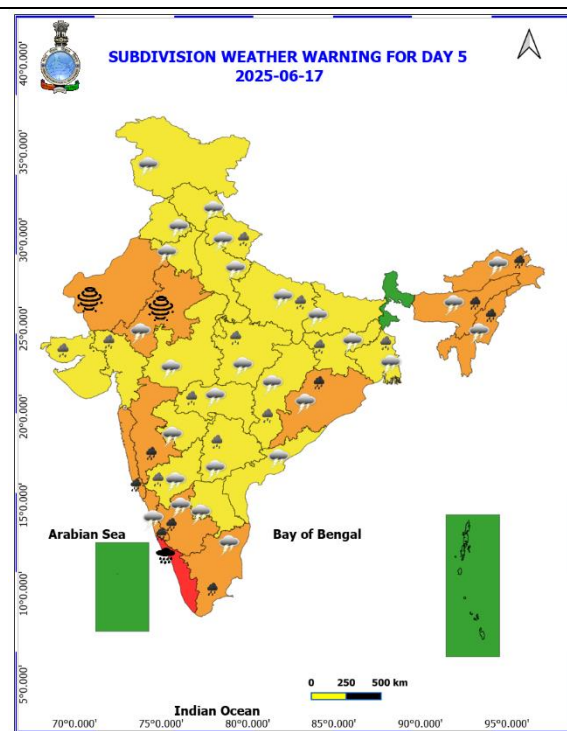 SUBDIVISION WEATHER WARNING FOR DAY 5
2025-06-17
40°0.000'
35°0.000'
30°0.000'
25°0.000'
20°0.000'
15°0.000'
10°0.000'
5°0.000'
Arabian Sea
Bay of Bengal
0 250 500 km
Indian Ocean
70°0.000' 75°0.000' 80°0.000' 85°0.000' 90°0.000' 95°0.000'